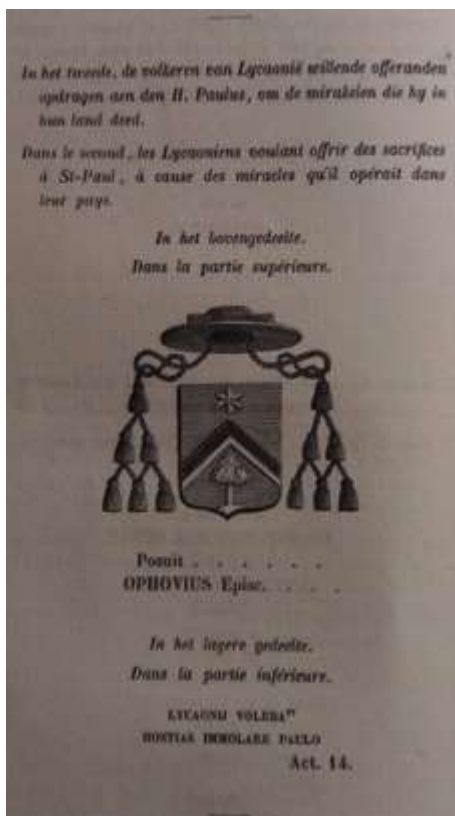 In het tweede, de volkeren van Lycaonië willende offeranden
opdragen aen den H. Paulus, om de mirakelen die hy in
hun land deed.
Dans le second, les Lycaoniens voulant offrir des sacrifices
à St-Paul, à cause des miracles qu'il opérait dans
leur pays.
In het bovengedeelte.
Dans la partie supérieure.
Posuit . . . . . .
OPHOVIUS Episc. . . . .
In het lagere gedeelte.
Dans la partie inférieure.
LYCAONIJ VOLEBANT
HOSTIAS IMMOLARE PAULO
Act. 14.